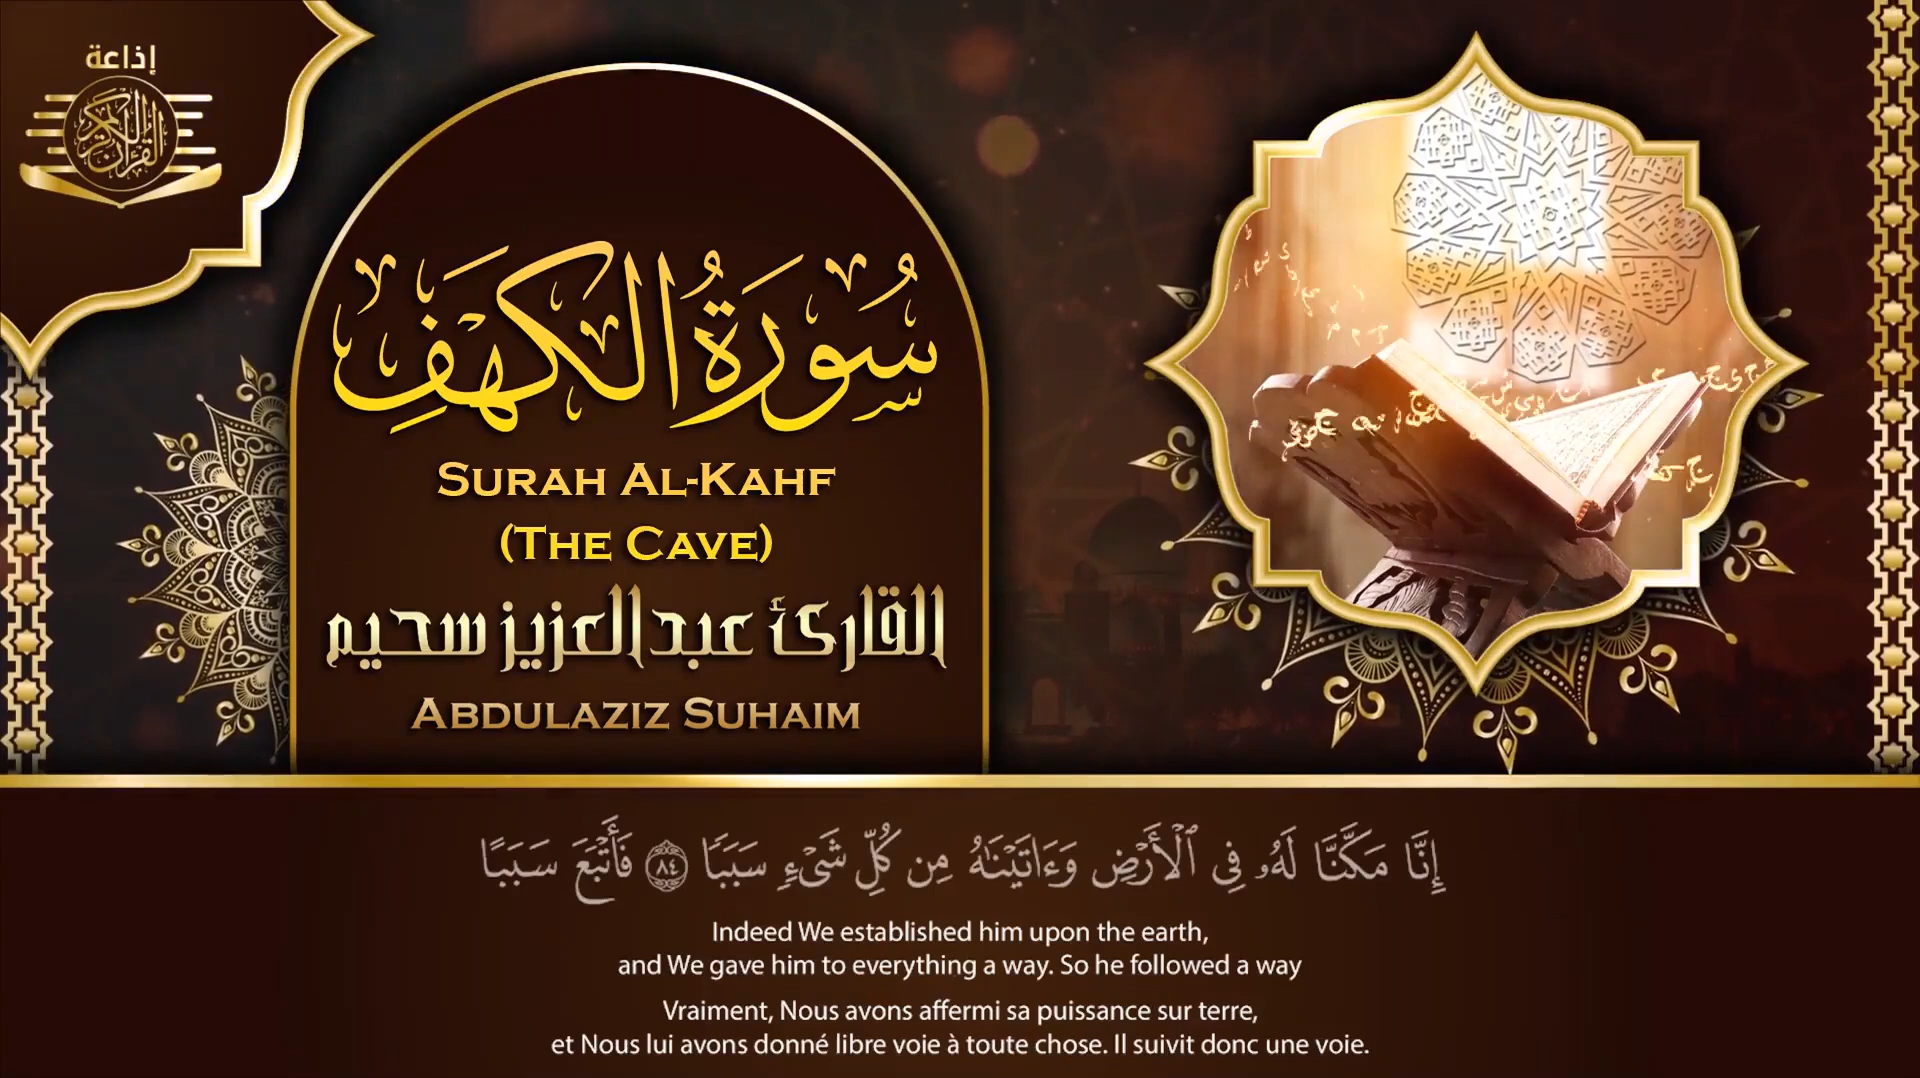 إذاعة
القرآن الكريم
سُورَةُ الكَهَفِ
SURAH AL-KAHF
(THE CAVE)
القارئ عبدالعزيز سحيم
ABDULAZIZ SUHAIM
إِنَّا مَكَّنَّا لَهُۥ فِي ٱلْأَرْضِ وَءَاتَيْنَٰهُ مِن كُلِّ شَىْءٍ سَبَبًا ٨٤ فَأَتْبَعَ سَبَبًا
Indeed We established him upon the earth,
and We gave him to everything a way. So he followed a way
Vraiment, Nous avons affermi sa puissance sur terre,
et Nous lui avons donné libre voie à toute chose. Il suivit donc une voie.